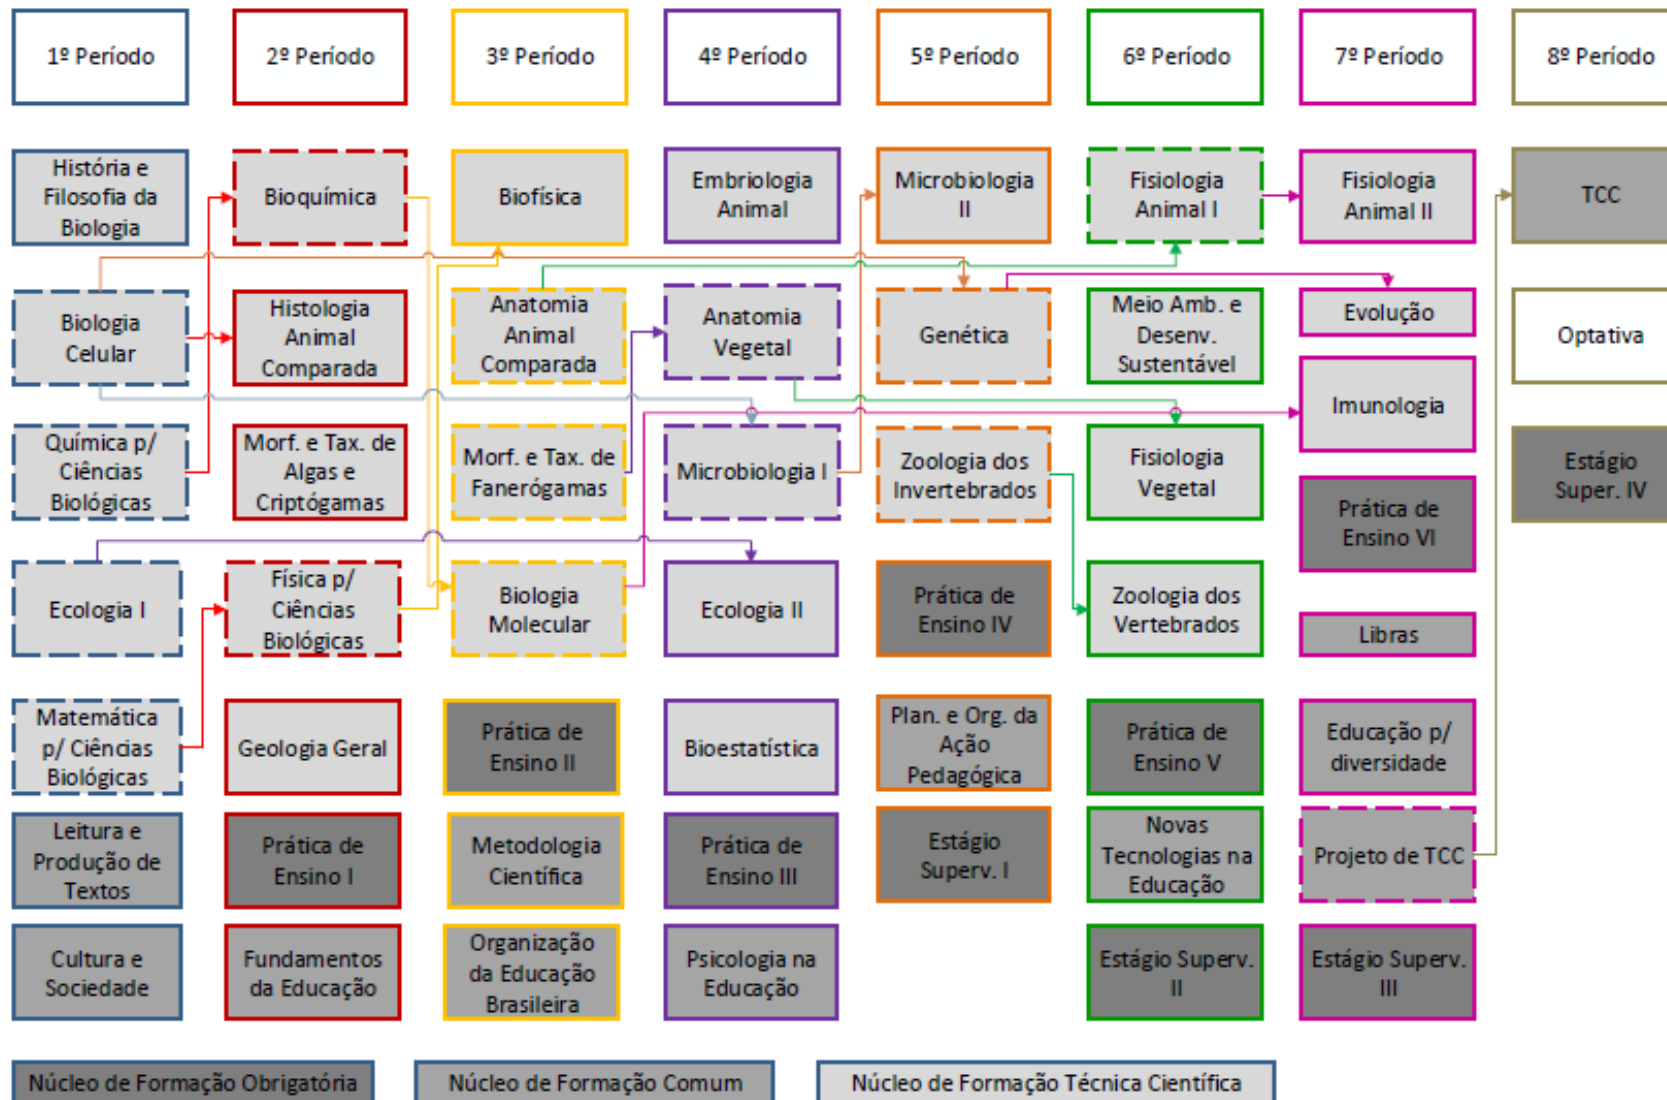 1º Período
2º Período
3º Período
4º Período
5º Período
6º Período
7º Período
8º Período
História e
Filosofia da
Biologia
Bioquímica
Biofísica
Embriologia
Animal
Microbiologia
II
Fisiologia
Animal I
Fisiologia
Animal II
TCC
Biologia
Celular
Histologia
Animal
Comparada
Anatomia
Animal
Comparada
Anatomia
Vegetal
Genética
Meio Amb. e
Desenv.
Sustentável
Evolução
Optativa
Imunologia
Química p/
Ciências
Biológicas
Morf. e Tax. de
Algas e
Criptógamas
Morf. e Tax. de
Fanerógamas
Microbiologia I
Zoologia dos
Invertebrados
Fisiologia
Vegetal
Prática de
Ensino VI
Estágio
Super. IV
Ecologia I
Física p/
Ciências
Biológicas
Biologia
Molecular
Ecologia II
Prática de
Ensino IV
Zoologia dos
Vertebrados
Libras
Matemática
p/ Ciências
Biológicas
Geologia Geral
Prática de
Ensino II
Bioestatística
Plan. e Org. da
Ação
Pedagógica
Prática de
Ensino V
Educação p/
diversidade
Leitura e
Produção de
Textos
Prática de
Ensino I
Metodologia
Científica
Prática de
Ensino III
Estágio
Superv. I
Novas
Tecnologias na
Educação
Projeto de TCC
Cultura e
Sociedade
Fundamentos
da Educação
Organização
da Educação
Brasileira
Psicologia na
Educação
Estágio Superv.
II
Estágio Superv.
III
Núcleo de Formação Obrigatória
Núcleo de Formação Comum
Núcleo de Formação Técnica Científica